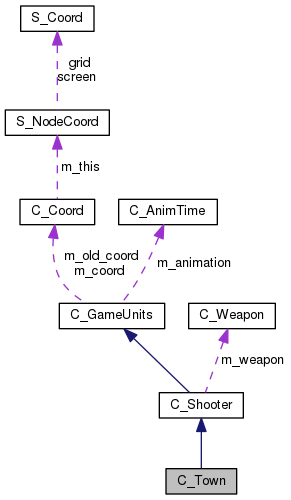 S_Coord
grid
screen
S_NodeCoord
m_this
C_Coord
C_AnimTime
m_old_coord
m_coord
m_animation
C_GameUnits
C_Weapon
m_weapon
C_Shooter
C_Town